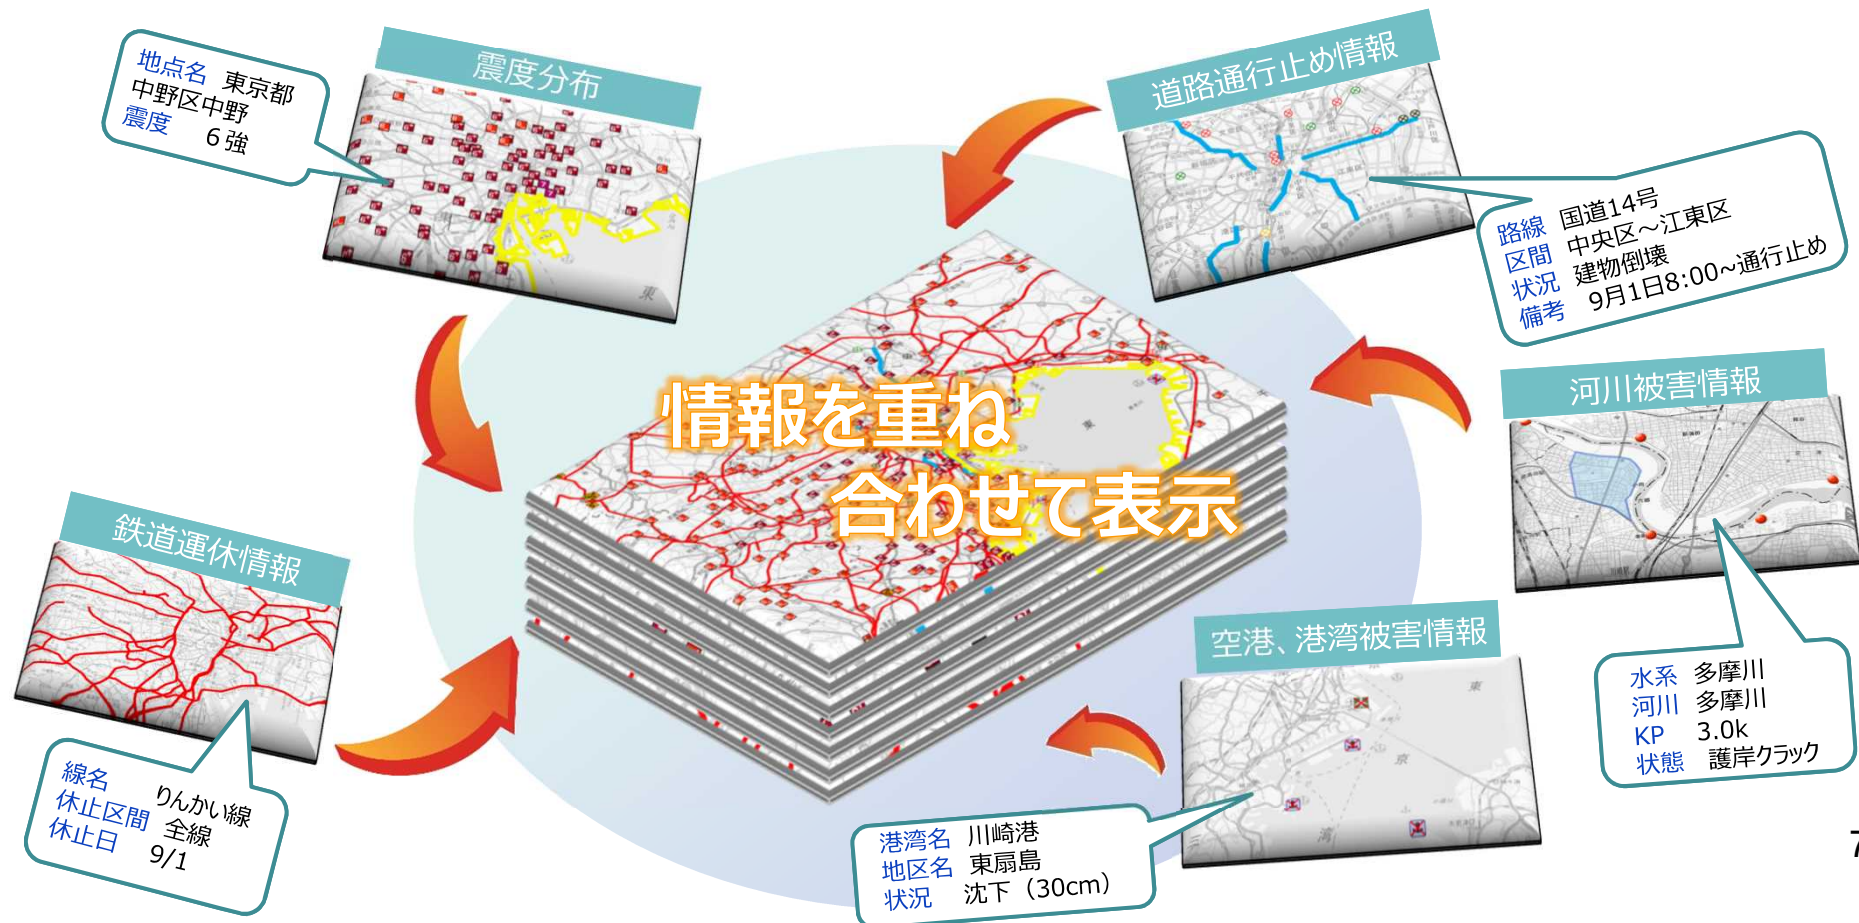 震度分布
地点名 東京都
中野区中野
震度 6強
道路通行止め情報
路線 国道14号
区間 中央区～江東区
状況 建物倒壊
備考 9月1日8:00～通行止め
情報を重ね
合わせて表示
河川被害情報
水系 多摩川
河川 多摩川
KP 3.0k
状態 護岸クラック
鉄道運休情報
線名 りんかい線
休止区間 全線
休止日 9/1
空港、港湾被害情報
港湾名 川崎港
地区名 東扇島
状況 沈下（30cm）
東
東
東
京
湾
7